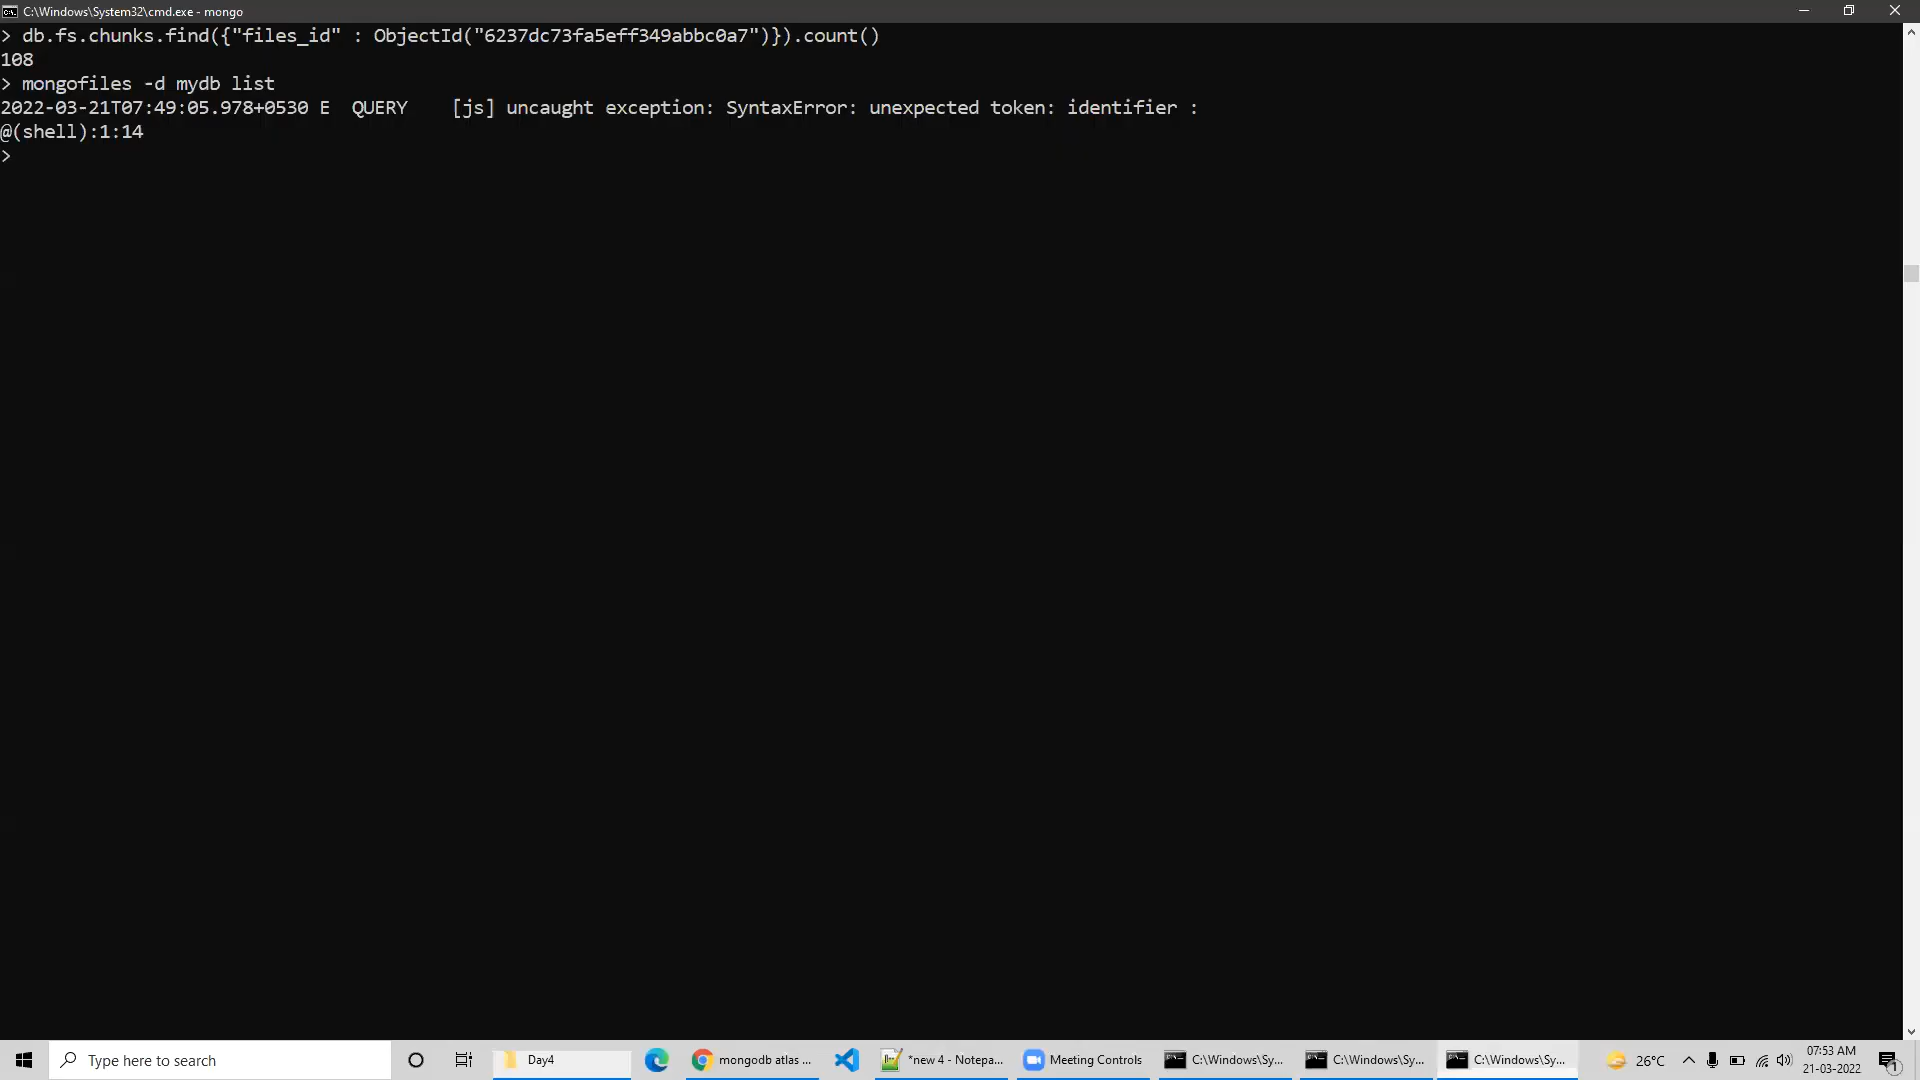 C:\Windows\System32\cmd.exe - mongo
> db.fs.chunks.find({"files_id" : ObjectId("6237dc73fa5eff349abbc0a7")}).count()
108
> mongofiles -d mydb list
2022-03-21T07:49:05.978+0530 E  QUERY    [js] uncaught exception: SyntaxError: unexpected token: identifier :
@(shell):1:14
>
Type here to search
Day4
mongodb atlas ...
*new 4 - Notepa...
Meeting Controls
C:\Windows\Sy...
C:\Windows\Sy...
C:\Windows\Sy...
26°C
07:53 AM
21-03-2022
1